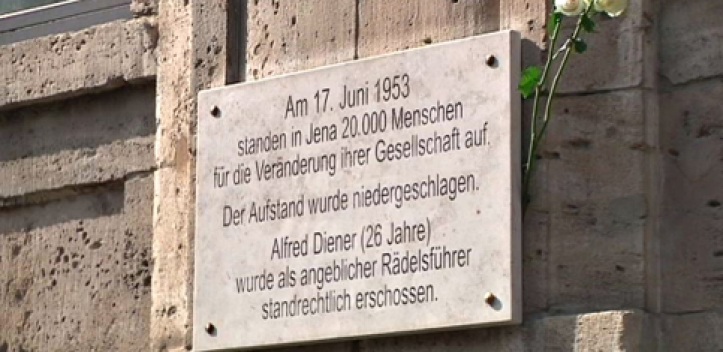 Am 17. Juni 1953
standen in Jena 20.000 Menschen
für die Veränderung ihrer Gesellschaft auf.
Der Aufstand wurde niedergeschlagen.
Alfred Diener (26 Jahre)
wurde als angeblicher Rädelsführer
standrechtlich erschossen.